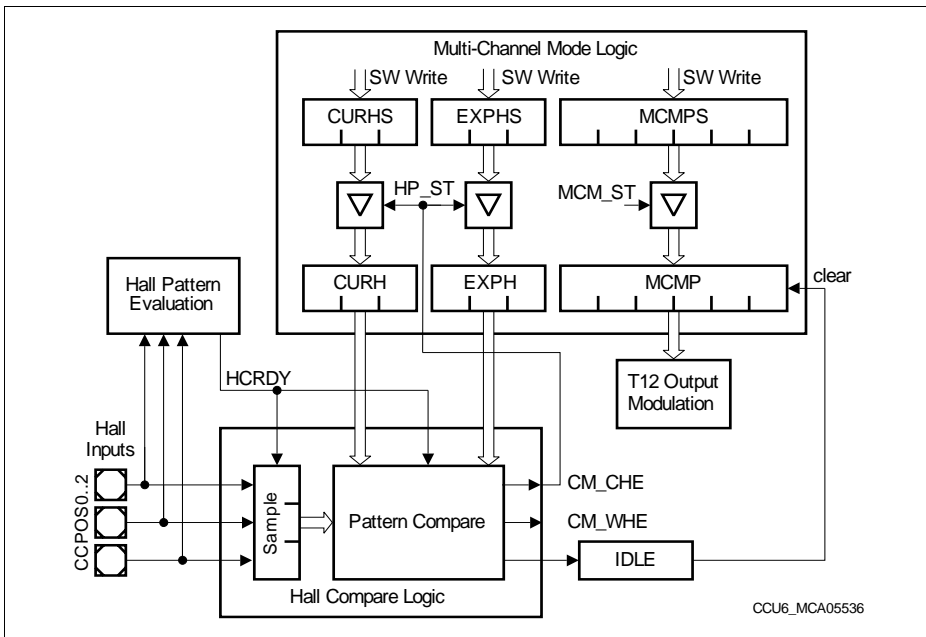 Multi-Channel Mode Logic
SW Write
SW Write
SW Write
CURHS
EXPHS
MCMPS
HP_ST
MCM_ST
Hall Pattern
Evaluation
CURH
EXPH
MCMP
clear
HCRDY
T12 Output
Modulation
Hall
Inputs
CCPOS0..2
Sample
Pattern Compare
CM_CHE
CM_WHE
IDLE
Hall Compare Logic
CCU6_MCA05536